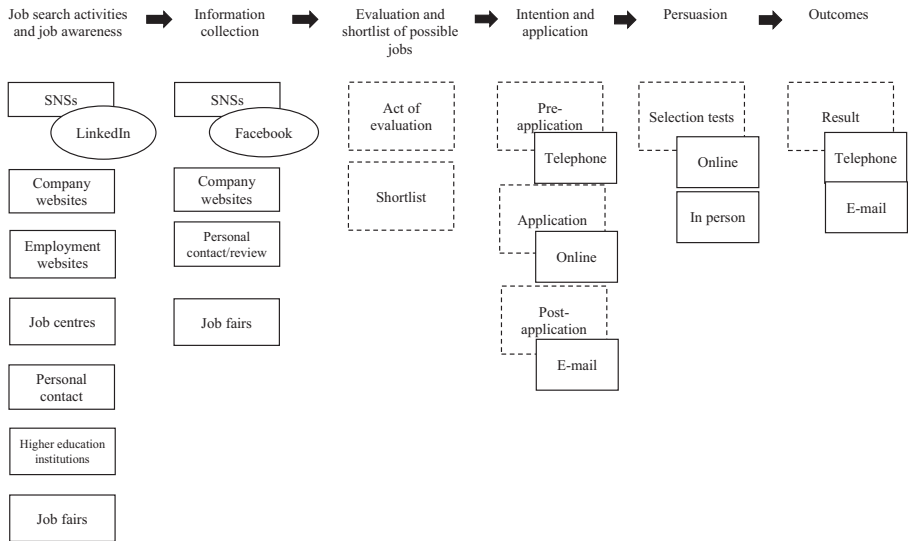 Job search activities
and job awareness
Information
collection
Evaluation and
shortlist of possible
jobs
Intention and
application
Persuasion
Outcomes
SNSs
LinkedIn
Company
websites
Employment
websites
Job centres
Personal
contact
Higher education
institutions
Job fairs
SNSs
Facebook
Company
websites
Personal
contact/review
Job fairs
Act of
evaluation
Shortlist
Pre-
application
Telephone
Application
Online
Post-
application
E-mail
Selection tests
Online
In person
Result
Telephone
E-mail